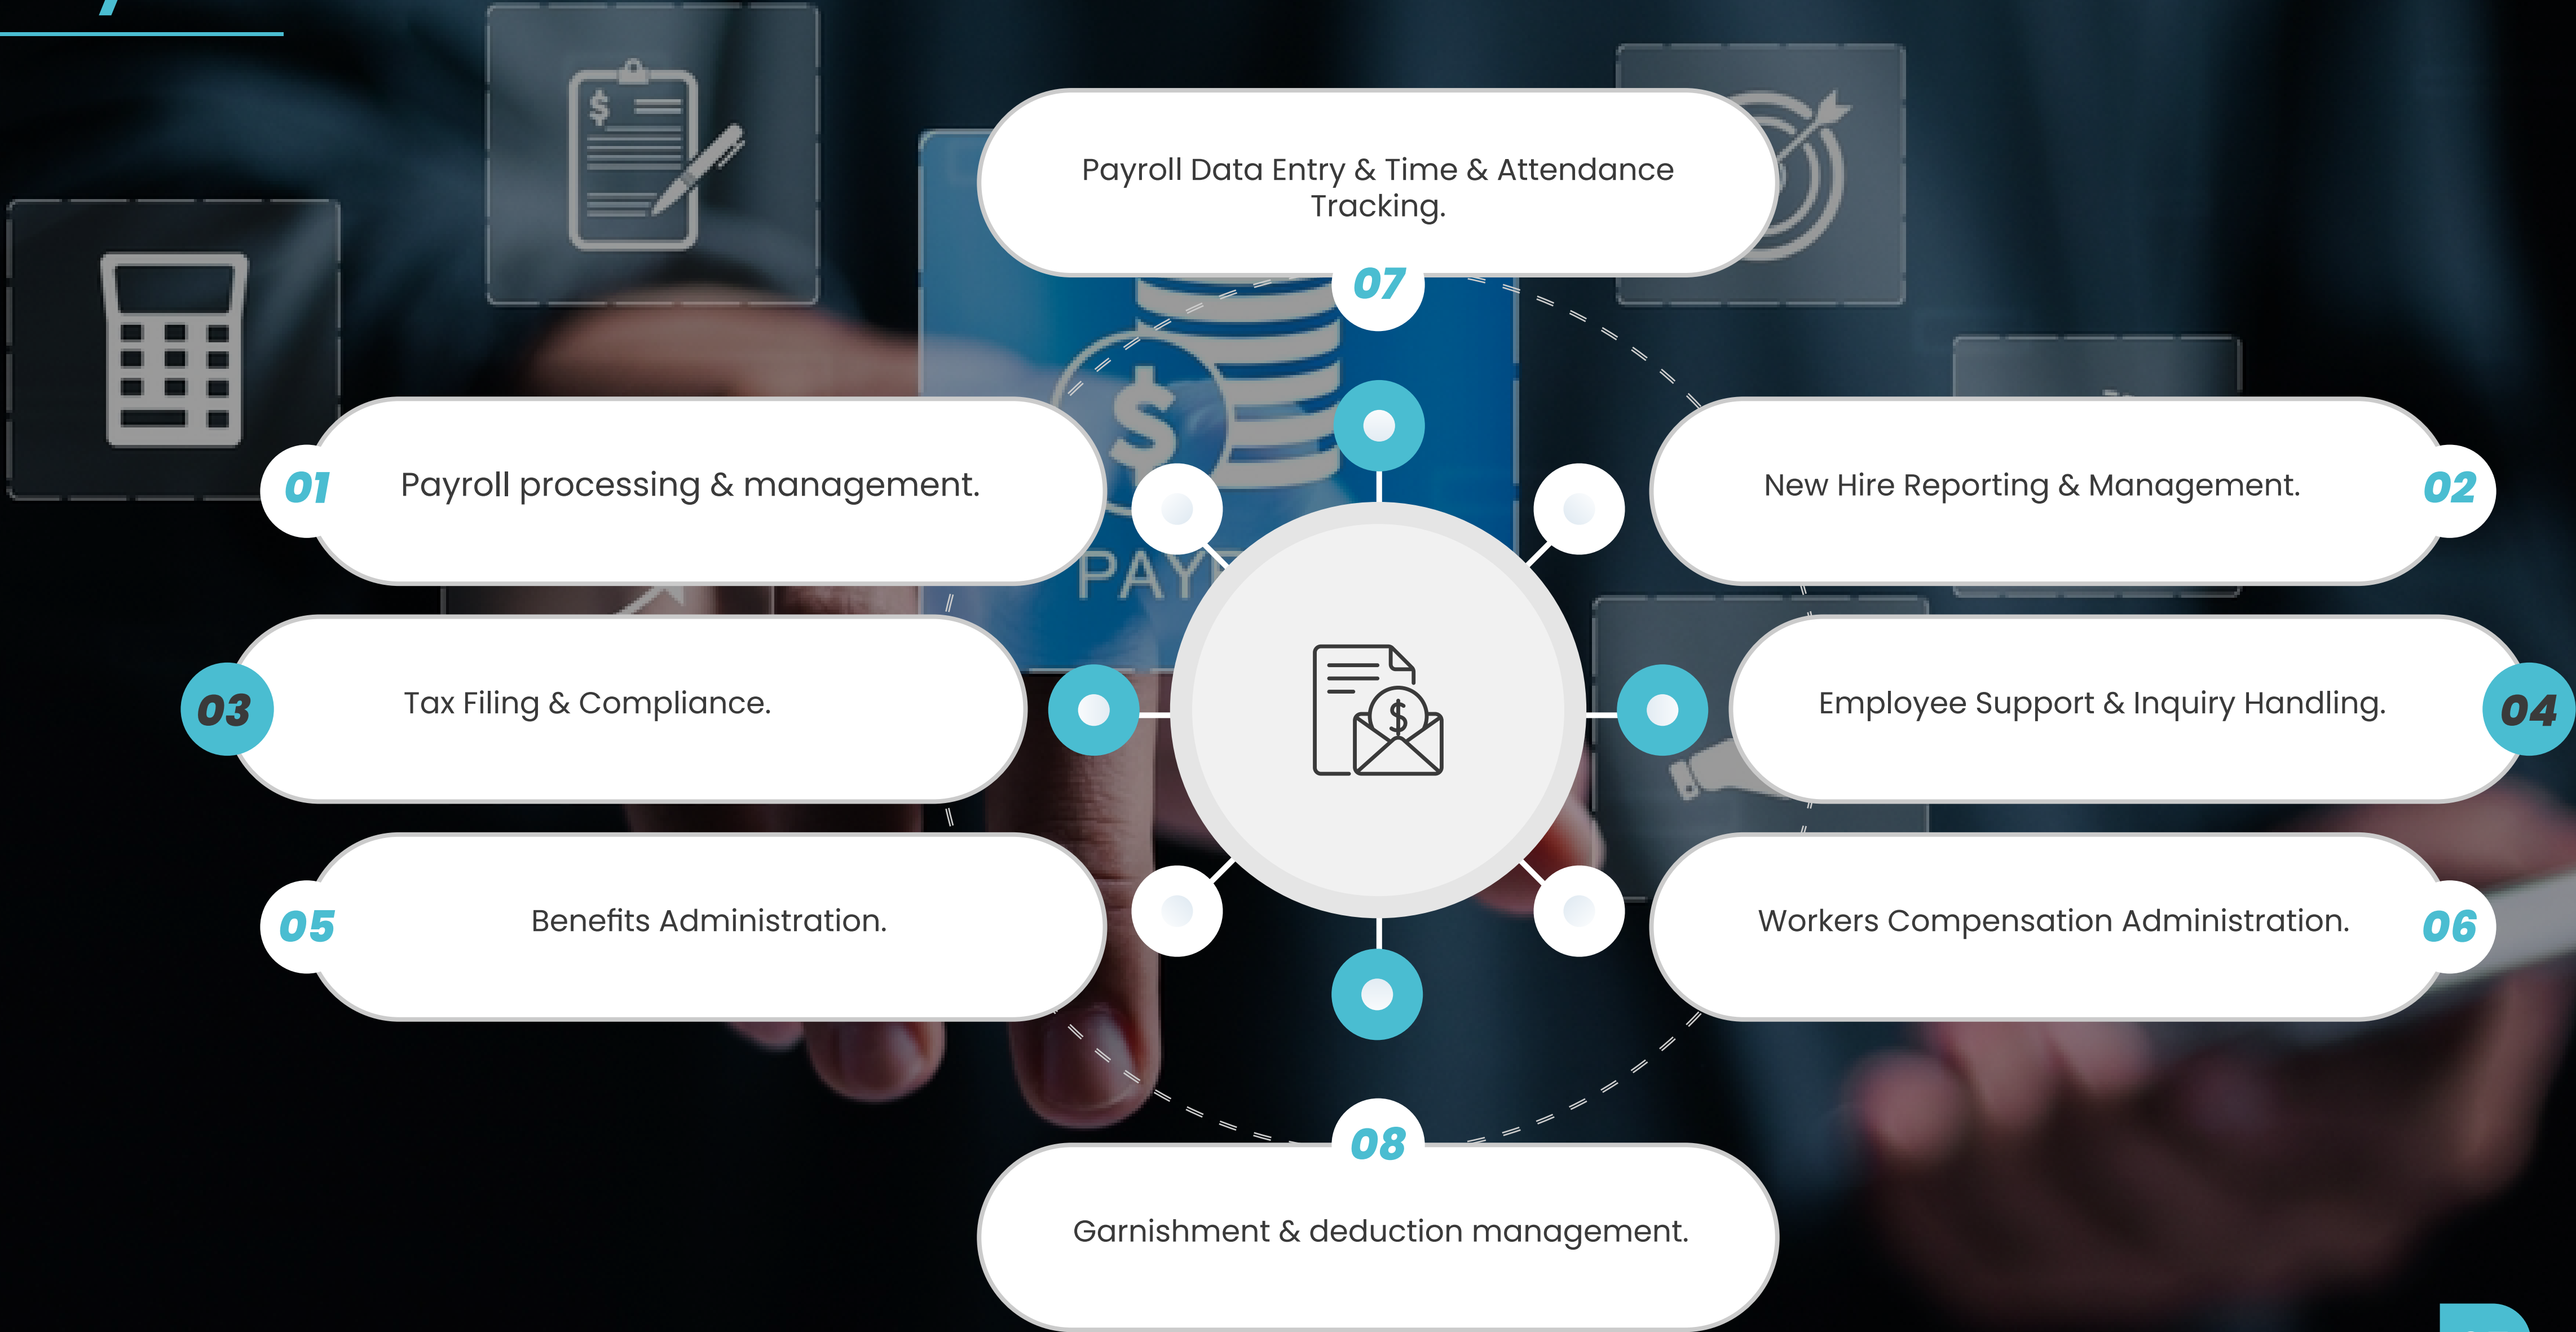 Payroll Data Entry & Time & Attendance
Tracking.
07
01
Payroll processing & management.
New Hire Reporting & Management.
02
03
Tax Filing & Compliance.
Employee Support & Inquiry Handling.
04
05
Benefits Administration.
Workers Compensation Administration.
06
08
Garnishment & deduction management.